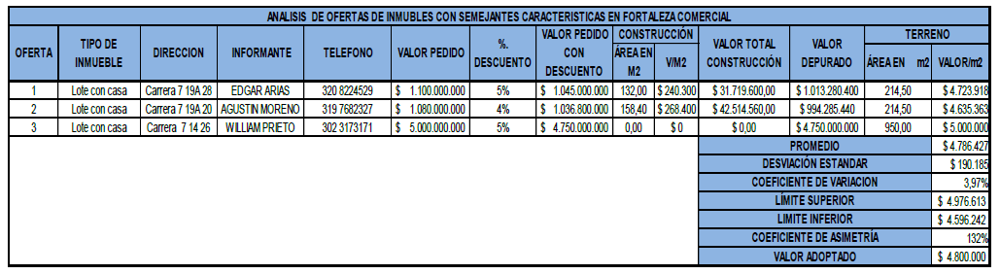 ANALISIS DE OFERTAS DE INMUBLES CON SEMEJANTES CARACTERISTICAS EN FORTALEZA COMERCIAL
OFERTA TIPO DE INMUEBLE DIRECCION INFORMANTE TELEFONO VALOR PEDIDO %. DESCUENTO VALOR PEDIDO CON DESCUENTO CONSTRUCCIÓN ÁREA EN M2 V/M2 VALOR TOTAL CONSTRUCCIÓN VALOR DEPURADO TERRENO ÁREA EN m2 VALOR/m2
1 Lote con casa Carrera 7 19A 28 EDGAR ARIAS 320 8224529 $ 1.100.000.000 5% $ 1.045.000.000 132,00 $ 240.300 $ 31.719.600,00 $ 1.013.280.400 214,50 $ 4.723.918
2 Lote con casa Carrera 7 19A 20 AGUSTIN MORENO 319 7682327 $ 1.080.000.000 4% $ 1.036.800.000 158,40 $ 268.400 $ 42.514.560,00 $ 994.285.440 214,50 $ 4.635.363
3 Lote con casa Carrera 7 14 26 WILLIAM PRIETO 302 3173171 $ 5.000.000.000 5% $ 4.750.000.000 0,00 $ 0 $ 0,00 $ 4.750.000.000 950,00 $ 5.000.000
PROMEDIO $ 4.786.427
DESVIACIÓN ESTANDAR $ 190.185
COEFICIENTE DE VARIACION 3,97%
LÍMITE SUPERIOR $ 4.976.613
LIMITE INFERIOR $ 4.596.242
COEFICIENTE DE ASIMETRÍA 132%
VALOR ADOPTADO $ 4.800.000